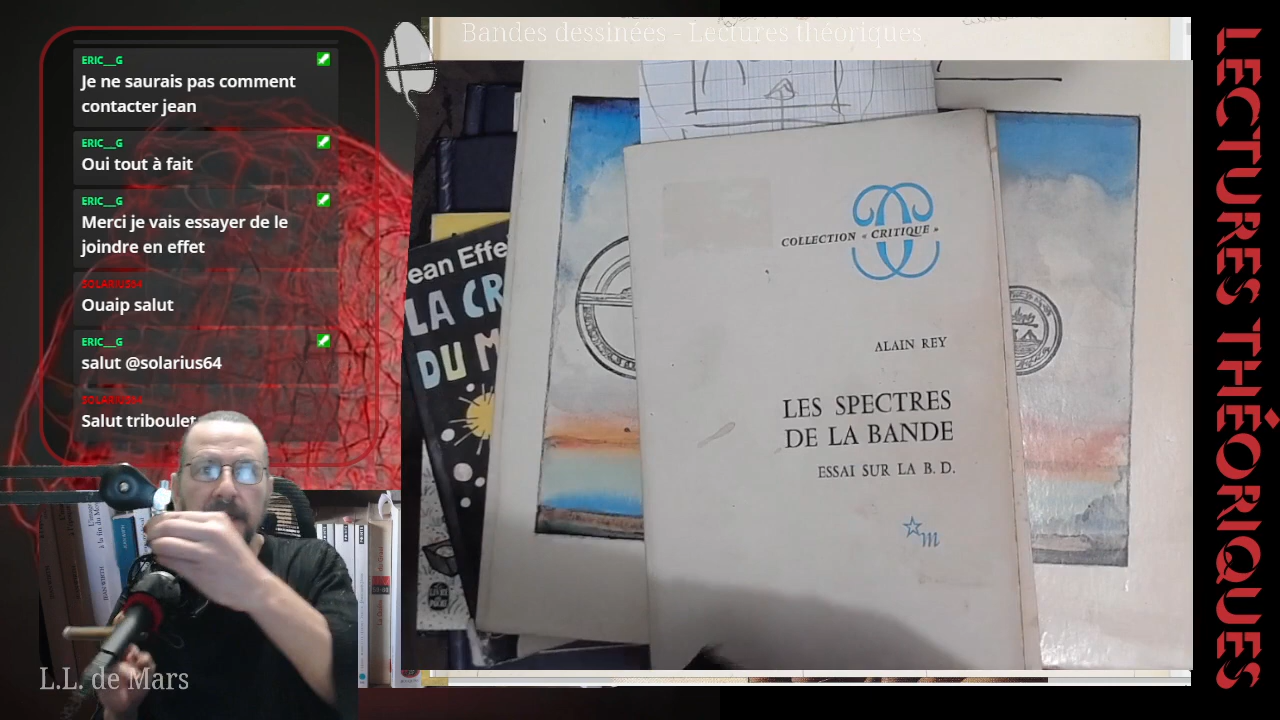 Bandes dessinées - Lectures théoriques
ERIC__G
Je ne saurais pas comment
contacter jean
ERIC__G
Oui tout à fait
ERIC__G
Merci je vais essayer de le
joindre en effet
SOLARIUS64
Ouaip salut
ERIC__G
salut @solarius64
SOLARIUS64
Salut triboulet
L.L. de Mars
Jean Effe
LA CR
DU M
COLLECTION « CRITIQUE »
ALAIN REY
LES SPECTRES
DE LA BANDE
ESSAI SUR LA B. D.
m
LECTURES THÉORIQUES